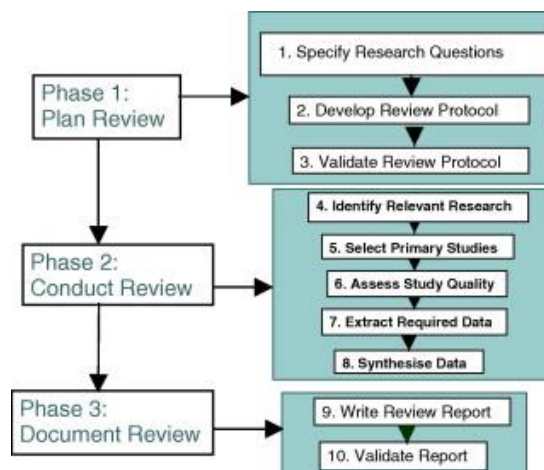 Phase 1:
Plan Review
1. Specify Research Questions
2. Develop Review Protocol
3. Validate Review Protocol
Phase 2:
Conduct Review
4. Identify Relevant Research
5. Select Primary Studies
6. Assess Study Quality
7. Extract Required Data
8. Synthesise Data
Phase 3:
Document Review
9. Write Review Report
10. Validate Report